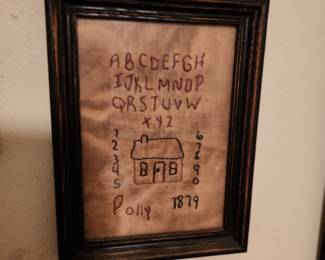 ABCDEFGH
IJKLMNOP
QRSTUVW
XYZ
1
2
3
4
5
6
7
8
9
0
Polly 1879